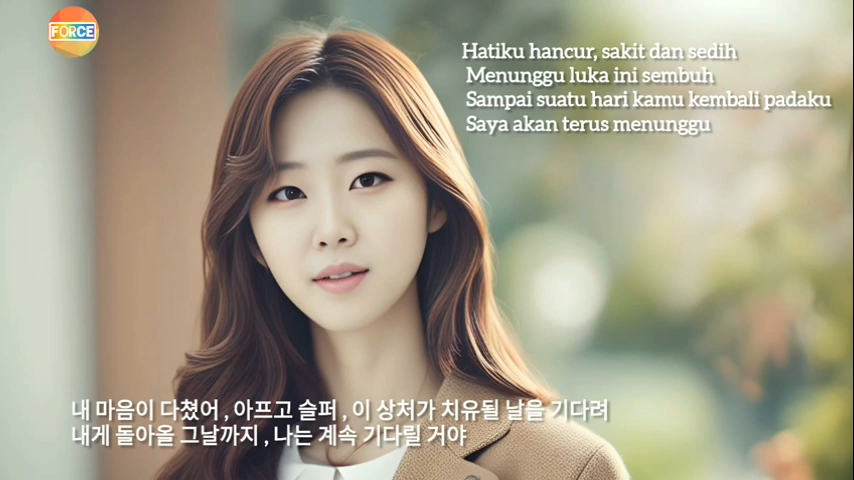 FORCE
Hatiku hancur, sakit dan sedih
Menunggu luka ini sembuh
Sampai suatu hari kamu kembali padaku
Saya akan terus menunggu
내 마음이 다쳤어 , 아프고 슬퍼 , 이 상처가 치유될 날을 기다려
내게 돌아올 그날까지 , 나는 계속 기다릴 거야